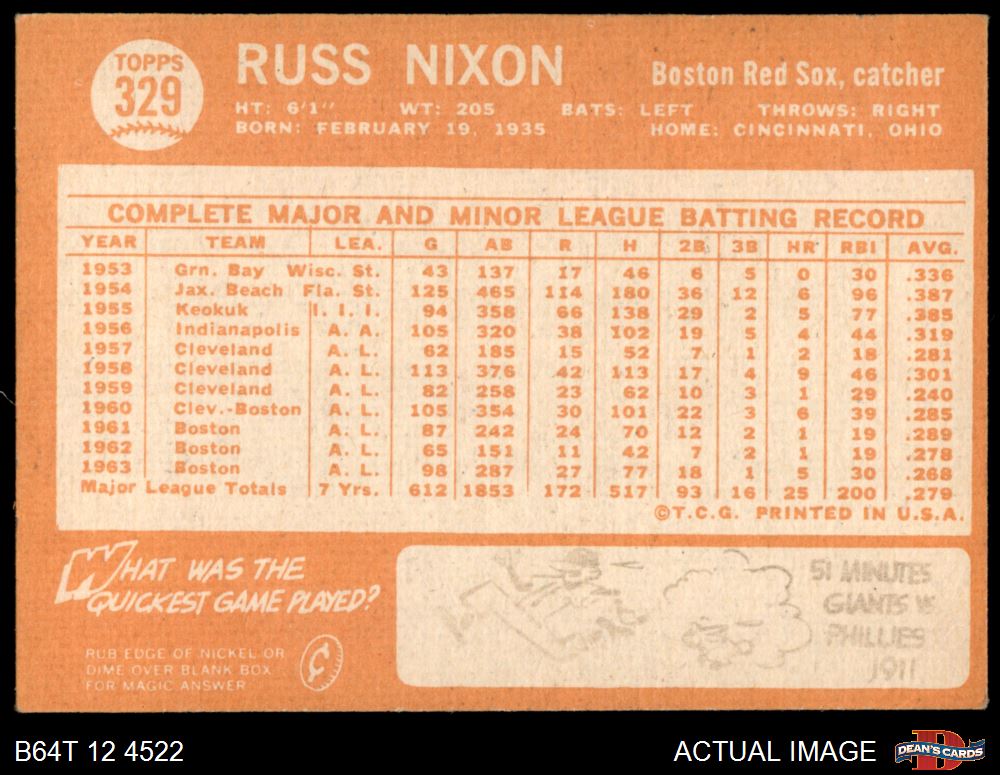 TOPPS
329
RUSS NIXON
Boston Red Sox, catcher
HT: 6'1" WT: 205 BATS: LEFT THROWS: RIGHT
BORN: FEBRUARY 19, 1935 HOME: CINCINNATI, OHIO
COMPLETE MAJOR AND MINOR LEAGUE BATTING RECORD
YEAR TEAM LEA. G AB R H 2B 3B HR RBI AVG.
1953 Grn. Bay Wisc. St. 43 137 17 46 6 5 0 30 .336
1954 Jax. Beach Fla. St. 125 465 114 180 36 12 6 96 .387
1955 Keokuk I. I. I. 94 358 66 138 29 2 5 77 .385
1956 Indianapolis A. A. 105 320 38 102 19 5 4 44 .319
1957 Cleveland A. L. 62 185 15 52 7 1 2 18 .281
1958 Cleveland A. L. 113 376 42 113 17 4 9 46 .301
1959 Cleveland A. L. 82 258 23 62 10 3 1 29 .240
1960 Clev.-Boston A. L. 105 354 30 101 22 3 6 39 .285
1961 Boston A. L. 87 242 24 70 12 2 1 19 .289
1962 Boston A. L. 65 151 11 42 7 2 1 19 .278
1963 Boston A. L. 98 287 27 77 18 1 5 30 .268
Major League Totals 7 Yrs. 612 1853 172 517 93 16 25 200 .279
©T.C.G. PRINTED IN U.S.A.
WHAT WAS THE
QUICKEST GAME PLAYED?
RUB EDGE OF NICKEL OR
DIME OVER BLANK BOX
FOR MAGIC ANSWER
¢
51 MINUTES
GIANTS
PHILLIES
1911
B64T 12 4522
ACTUAL IMAGE
DEAN'S CARDS